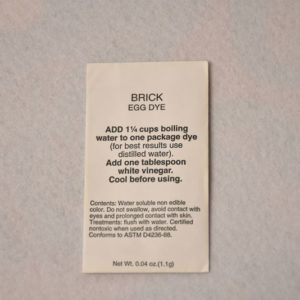 BRICK
EGG DYE
ADD 1¼ cups boiling
water to one package dye
(for best results use
distilled water).
Add one tablespoon
white vinegar.
Cool before using.
Contents: Water soluble non edible
color. Do not swallow, avoid contact with
eyes and prolonged contact with skin.
Treatments: flush with water. Certified
nontoxic when used as directed.
Conforms to ASTM D4236-88.
Net Wt. 0.04 oz.(1.1g)